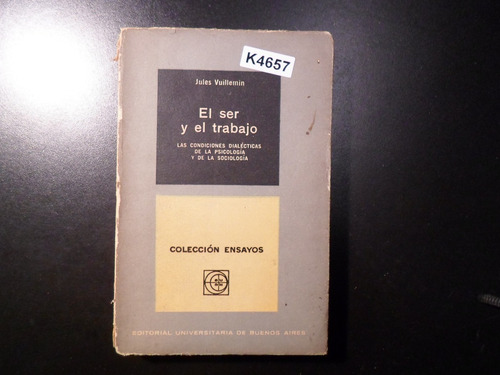 K4657
Jules Vuillemin
El ser
y el trabajo
LAS CONDICIONES DIALÉCTICAS
DE LA PSICOLOGÍA
Y DE LA SOCIOLOGÍA
COLECCIÓN ENSAYOS
EDITORIAL UNIVERSITARIA DE BUENOS AIRES